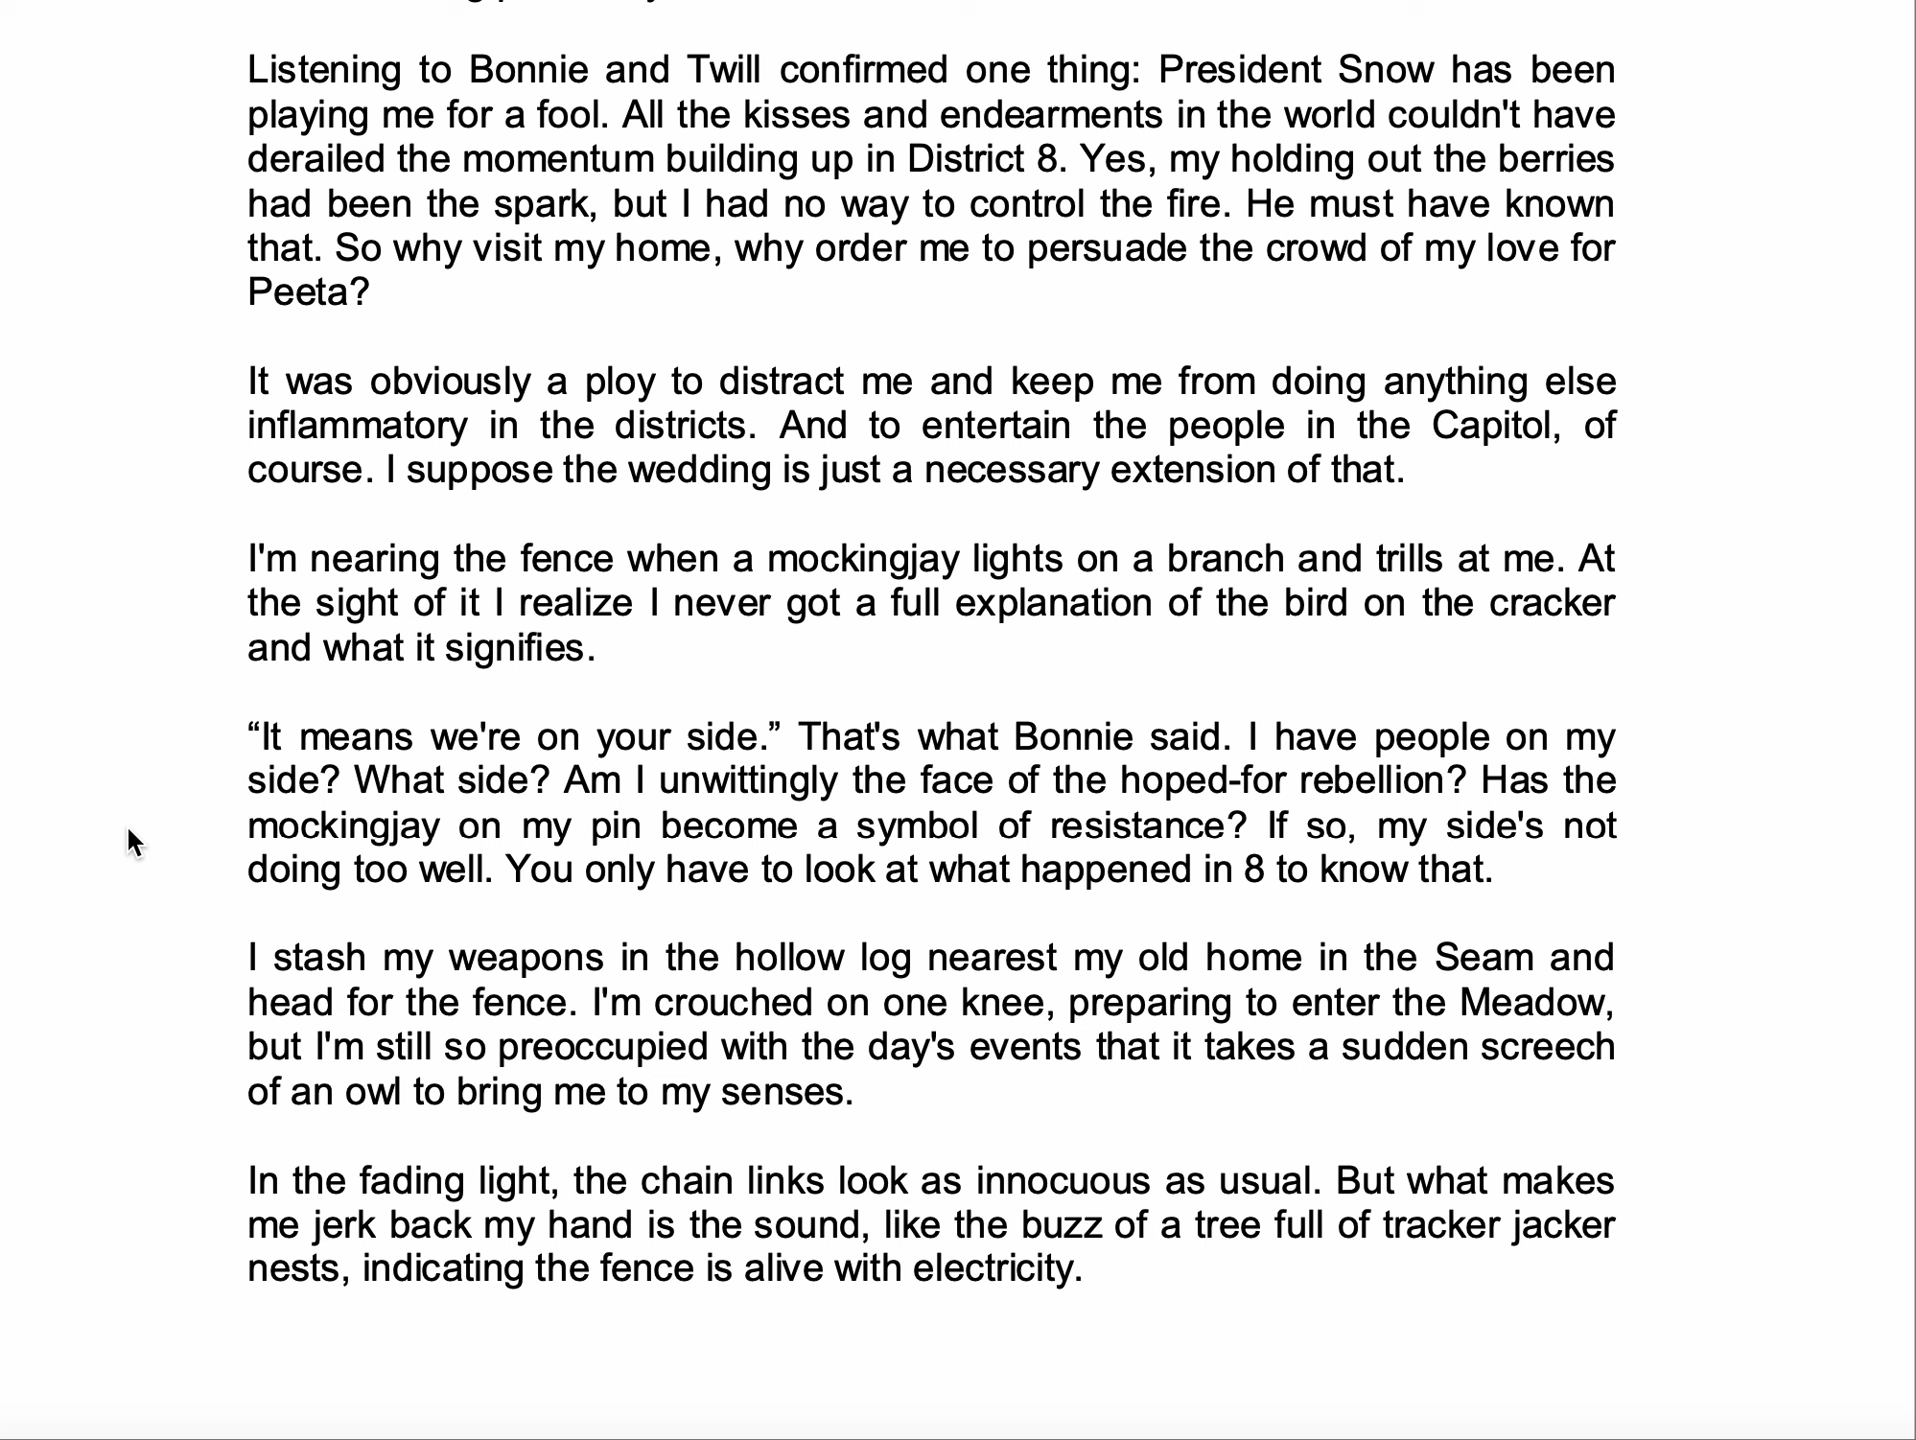 Listening to Bonnie and Twill confirmed one thing: President Snow has been
playing me for a fool. All the kisses and endearments in the world couldn't have
derailed the momentum building up in District 8. Yes, my holding out the berries
had been the spark, but I had no way to control the fire. He must have known
that. So why visit my home, why order me to persuade the crowd of my love for
Peeta?
It was obviously a ploy to distract me and keep me from doing anything else
inflammatory in the districts. And to entertain the people in the Capitol, of
course. I suppose the wedding is just a necessary extension of that.
I'm nearing the fence when a mockingjay lights on a branch and trills at me. At
the sight of it I realize I never got a full explanation of the bird on the cracker
and what it signifies.
“It means we're on your side.” That's what Bonnie said. I have people on my
side? What side? Am I unwittingly the face of the hoped-for rebellion? Has the
mockingjay on my pin become a symbol of resistance? If so, my side's not
doing too well. You only have to look at what happened in 8 to know that.
I stash my weapons in the hollow log nearest my old home in the Seam and
head for the fence. I'm crouched on one knee, preparing to enter the Meadow,
but I'm still so preoccupied with the day's events that it takes a sudden screech
of an owl to bring me to my senses.
In the fading light, the chain links look as innocuous as usual. But what makes
me jerk back my hand is the sound, like the buzz of a tree full of tracker jacker
nests, indicating the fence is alive with electricity.